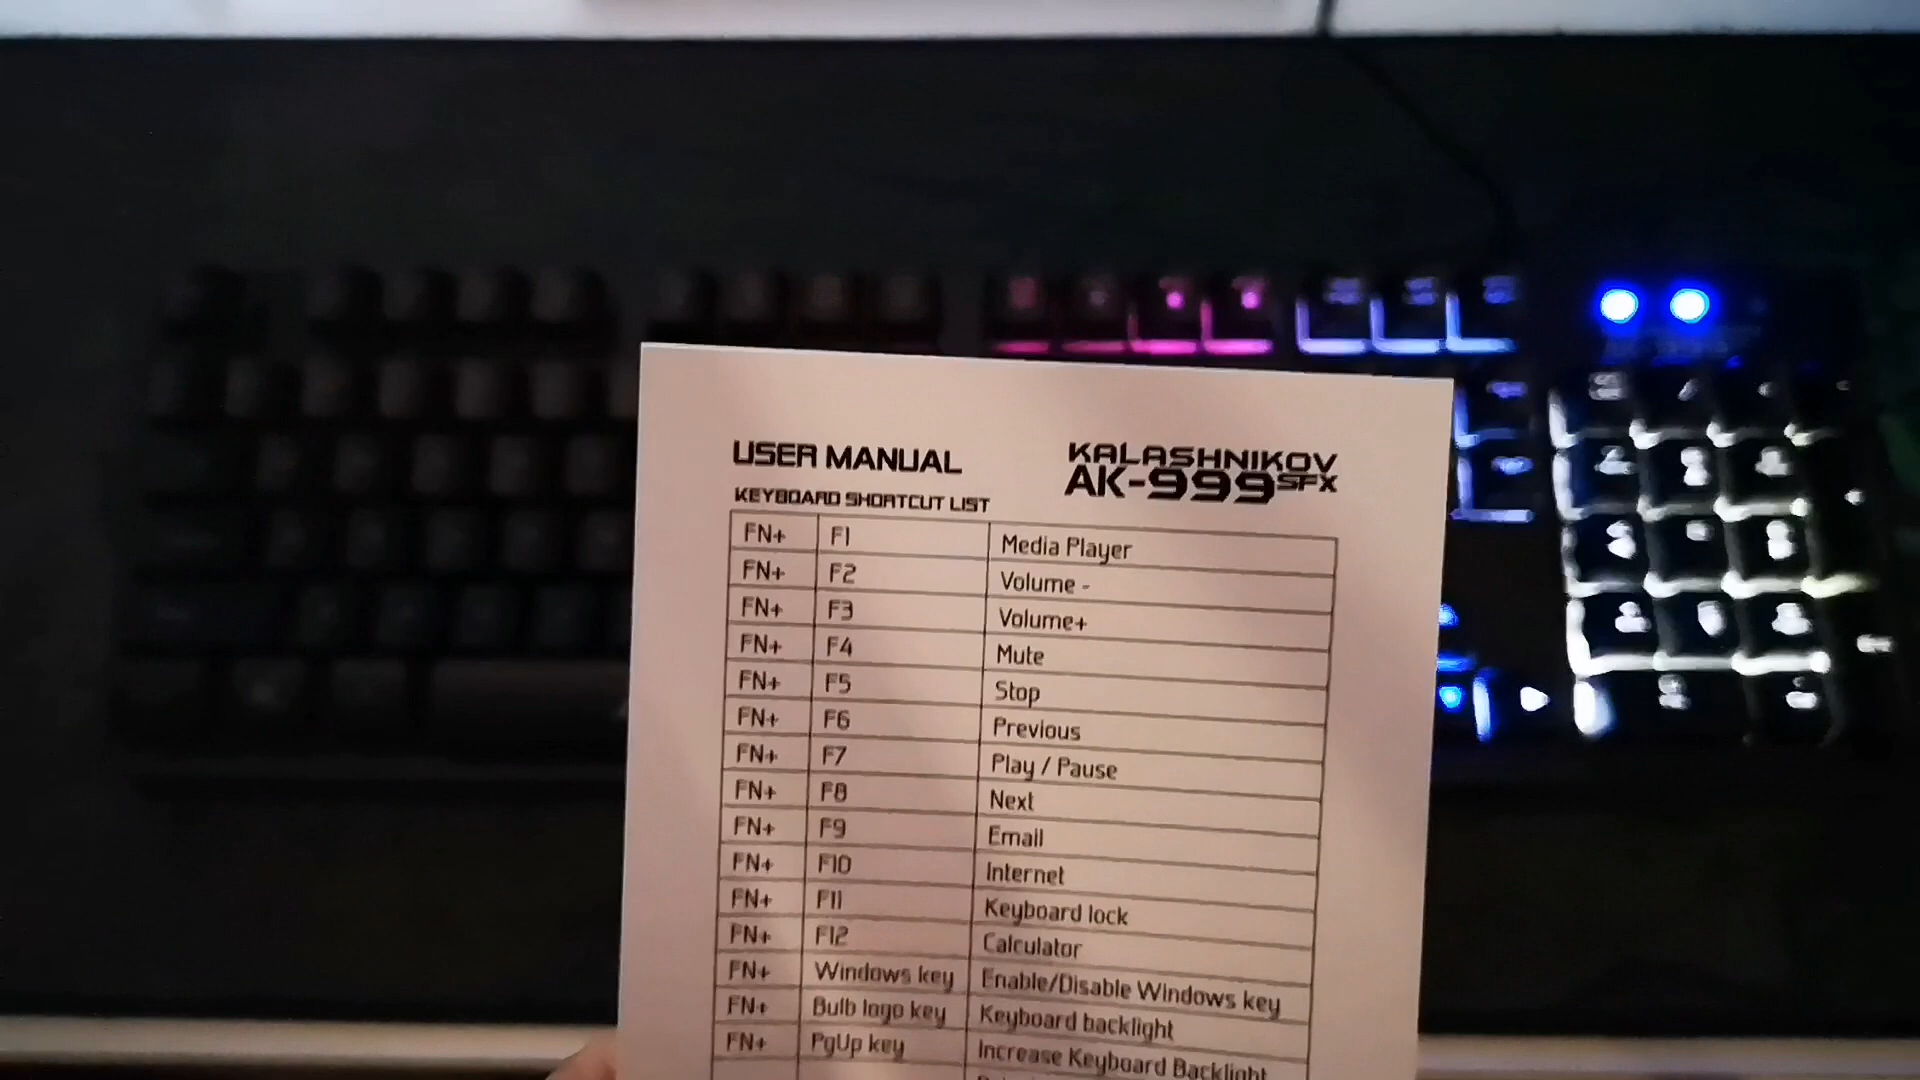 USER MANUAL KALASHNIKOV
AK-999SFX
KEYBOARD SHORTCUT LIST
FN+ F1 Media Player
FN+ F2 Volume -
FN+ F3 Volume+
FN+ F4 Mute
FN+ F5 Stop
FN+ F6 Previous
FN+ F7 Play / Pause
FN+ F8 Next
FN+ F9 Email
FN+ F10 Internet
FN+ F11 Keyboard lock
FN+ F12 Calculator
FN+ Windows key Enable/Disable Windows key
FN+ Bulb logo key Keyboard backlight
FN+ PgUp key Increase Keyboard Backlight